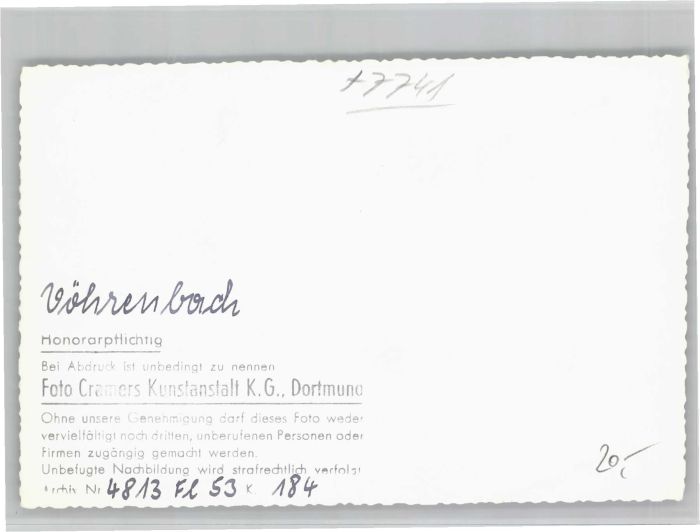 +7741
Vöhrenbach
Honorarpflichtig
Bei Abdruck ist unbedingt zu nennen
Foto Cramers Kunstanstalt K.G., Dortmund
Ohne unsere Genehmigung darf dieses Foto weder
vervielfältigt noch dritten, unberufenen Personen oder
Firmen zugängig gemacht werden.
Unbefugte Nachbildung wird strafrechtlich verfolgt
Archiv Nr 4813 Fl 53 K 184
20,-